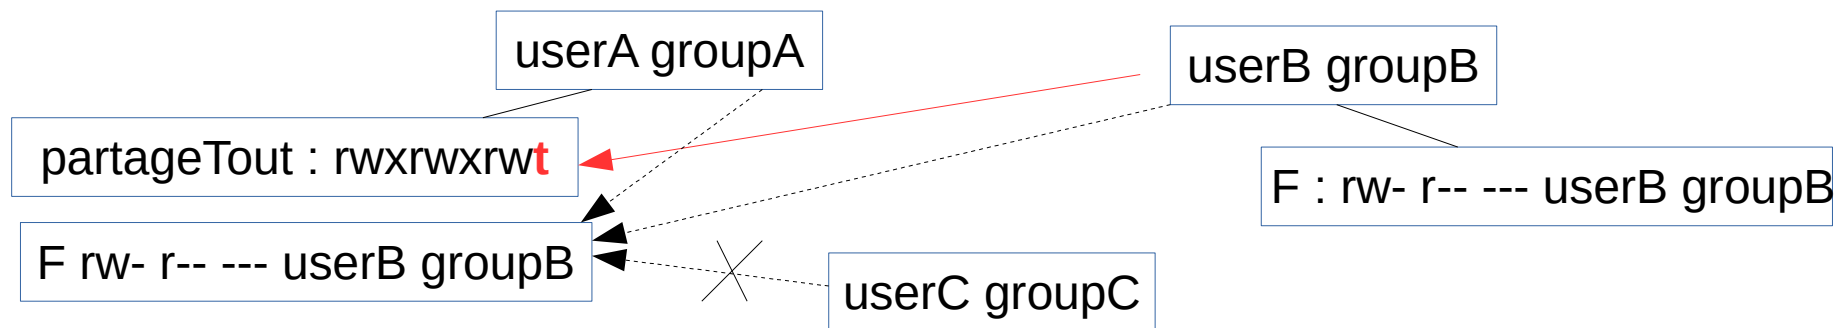 userA groupA
userB groupB
partageTout : rwxrwxrwt
F : rw- r-- --- userB groupB
F rw- r-- --- userB groupB
userC groupC